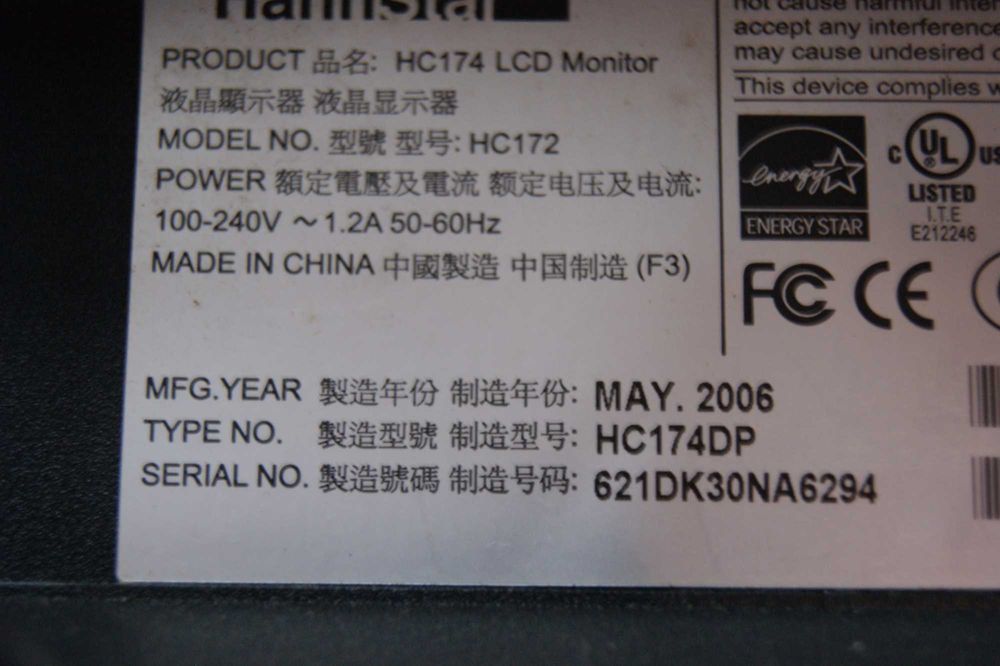 HannStar
PRODUCT 品名: HC174 LCD Monitor
液晶顯示器 液晶显示器
MODEL NO. 型號 型号: HC172
POWER 額定電壓及電流 额定电压及电流:
100-240V ～ 1.2A 50-60Hz
MADE IN CHINA 中國製造 中国制造 (F3)
MFG.YEAR 製造年份 制造年份: MAY. 2006
TYPE NO. 製造型號 制造型号: HC174DP
SERIAL NO. 製造號碼 制造号码: 621DK30NA6294
not cause harmful
accept any interference
may cause undesired
This device complies
energy
ENERGY STAR
C UL ® US
LISTED
I.T.E
E212246
FC CE